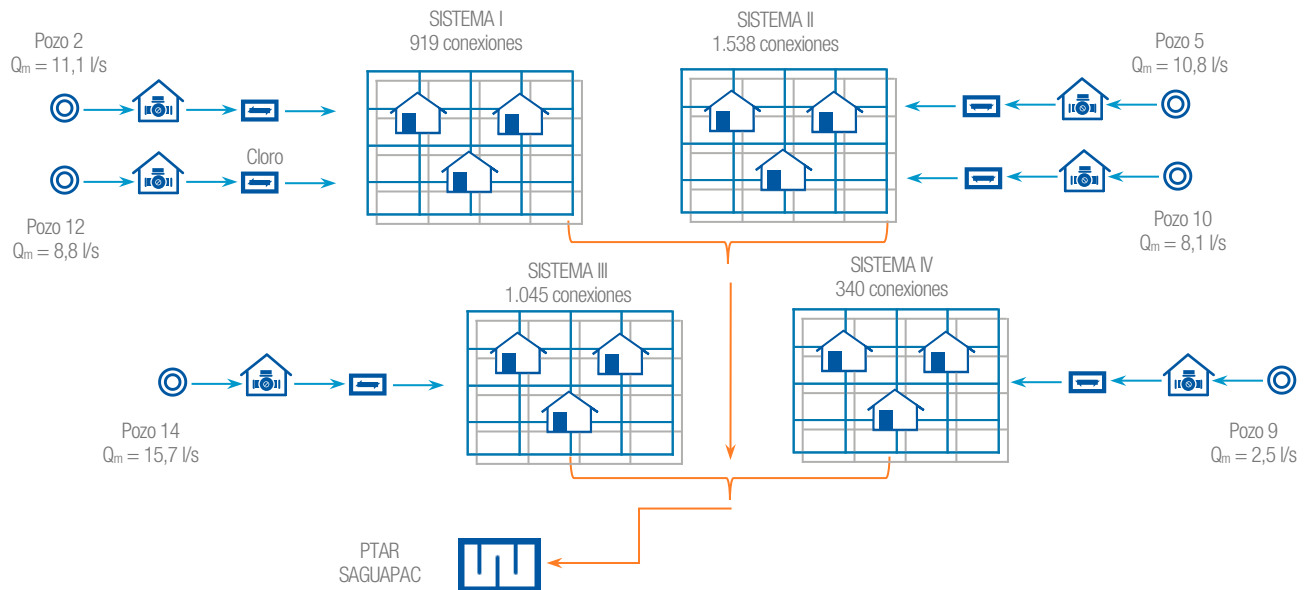 SISTEMA I
919 conexiones
SISTEMA II
1.538 conexiones
Pozo 2
Qm = 11,1 l/s
Pozo 5
Qm = 10,8 l/s
Cloro
Pozo 12
Qm = 8,8 l/s
Pozo 10
Qm = 8,1 l/s
SISTEMA III
1.045 conexiones
SISTEMA IV
340 conexiones
Pozo 14
Qm = 15,7 l/s
Pozo 9
Qm = 2,5 l/s
PTAR
SAGUAPAC